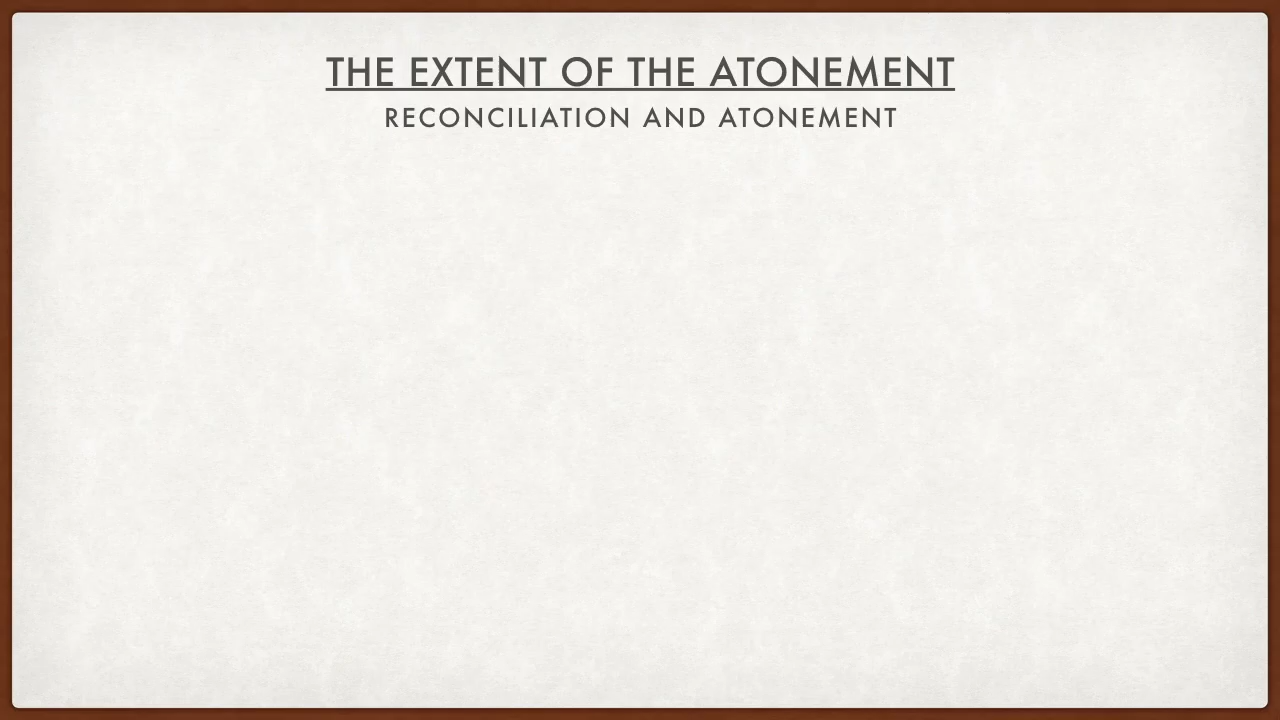 THE EXTENT OF THE ATONEMENT
RECONCILIATION AND ATONEMENT